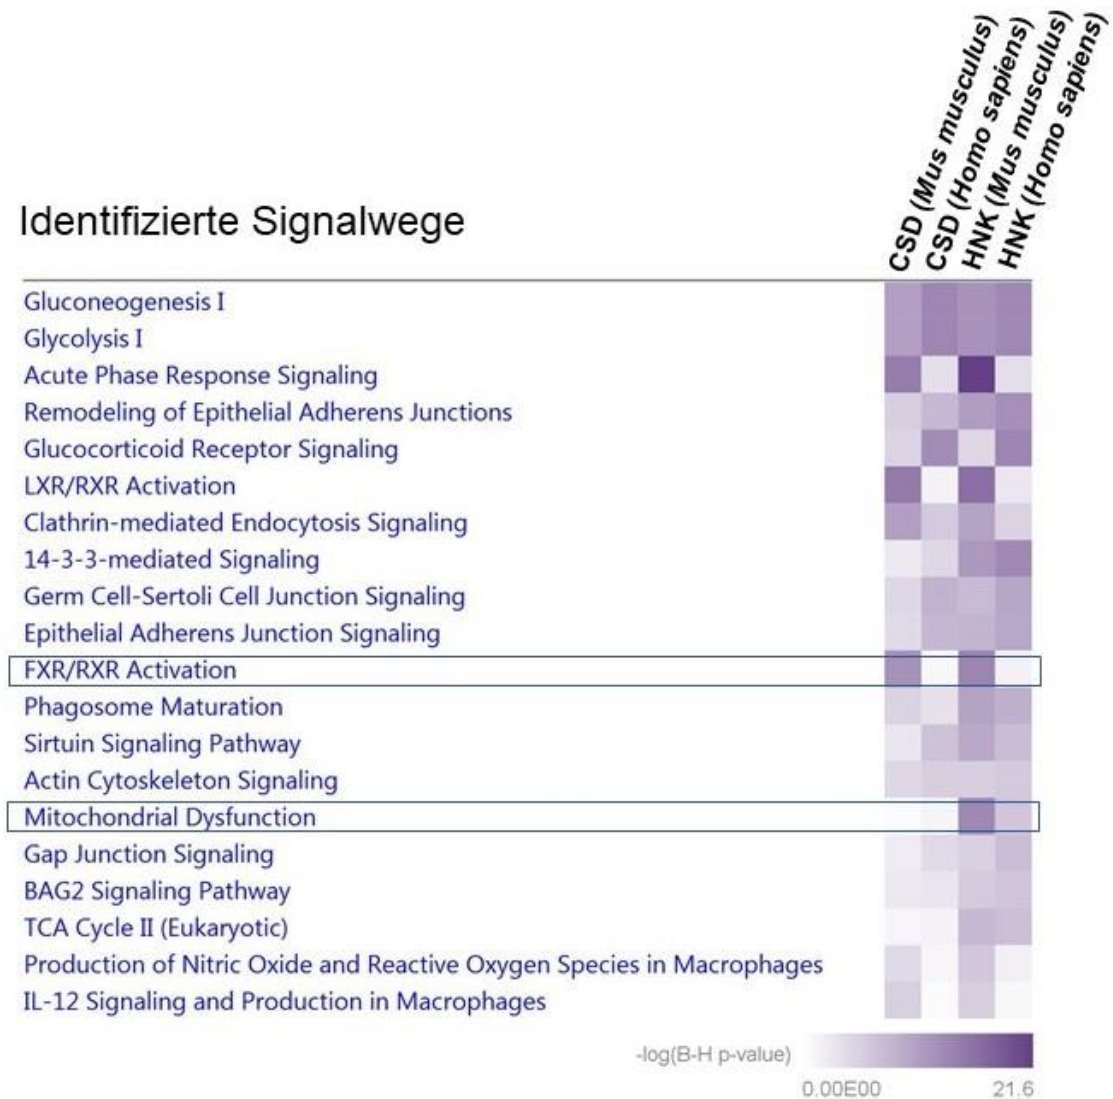 CSD (Mus musculus)
CSD (Homo sapiens)
HNK (Mus musculus)
HNK (Homo sapiens)
Identifizierte Signalwege
Gluconeogenesis I
Glycolysis I
Acute Phase Response Signaling
Remodeling of Epithelial Adherens Junctions
Glucocorticoid Receptor Signaling
LXR/RXR Activation
Clathrin-mediated Endocytosis Signaling
14-3-3-mediated Signaling
Germ Cell-Sertoli Cell Junction Signaling
Epithelial Adherens Junction Signaling
FXR/RXR Activation
Phagosome Maturation
Sirtuin Signaling Pathway
Actin Cytoskeleton Signaling
Mitochondrial Dysfunction
Gap Junction Signaling
BAG2 Signaling Pathway
TCA Cycle II (Eukaryotic)
Production of Nitric Oxide and Reactive Oxygen Species in Macrophages
IL-12 Signaling and Production in Macrophages
-log(B-H p-value)
0.00E00 21.6